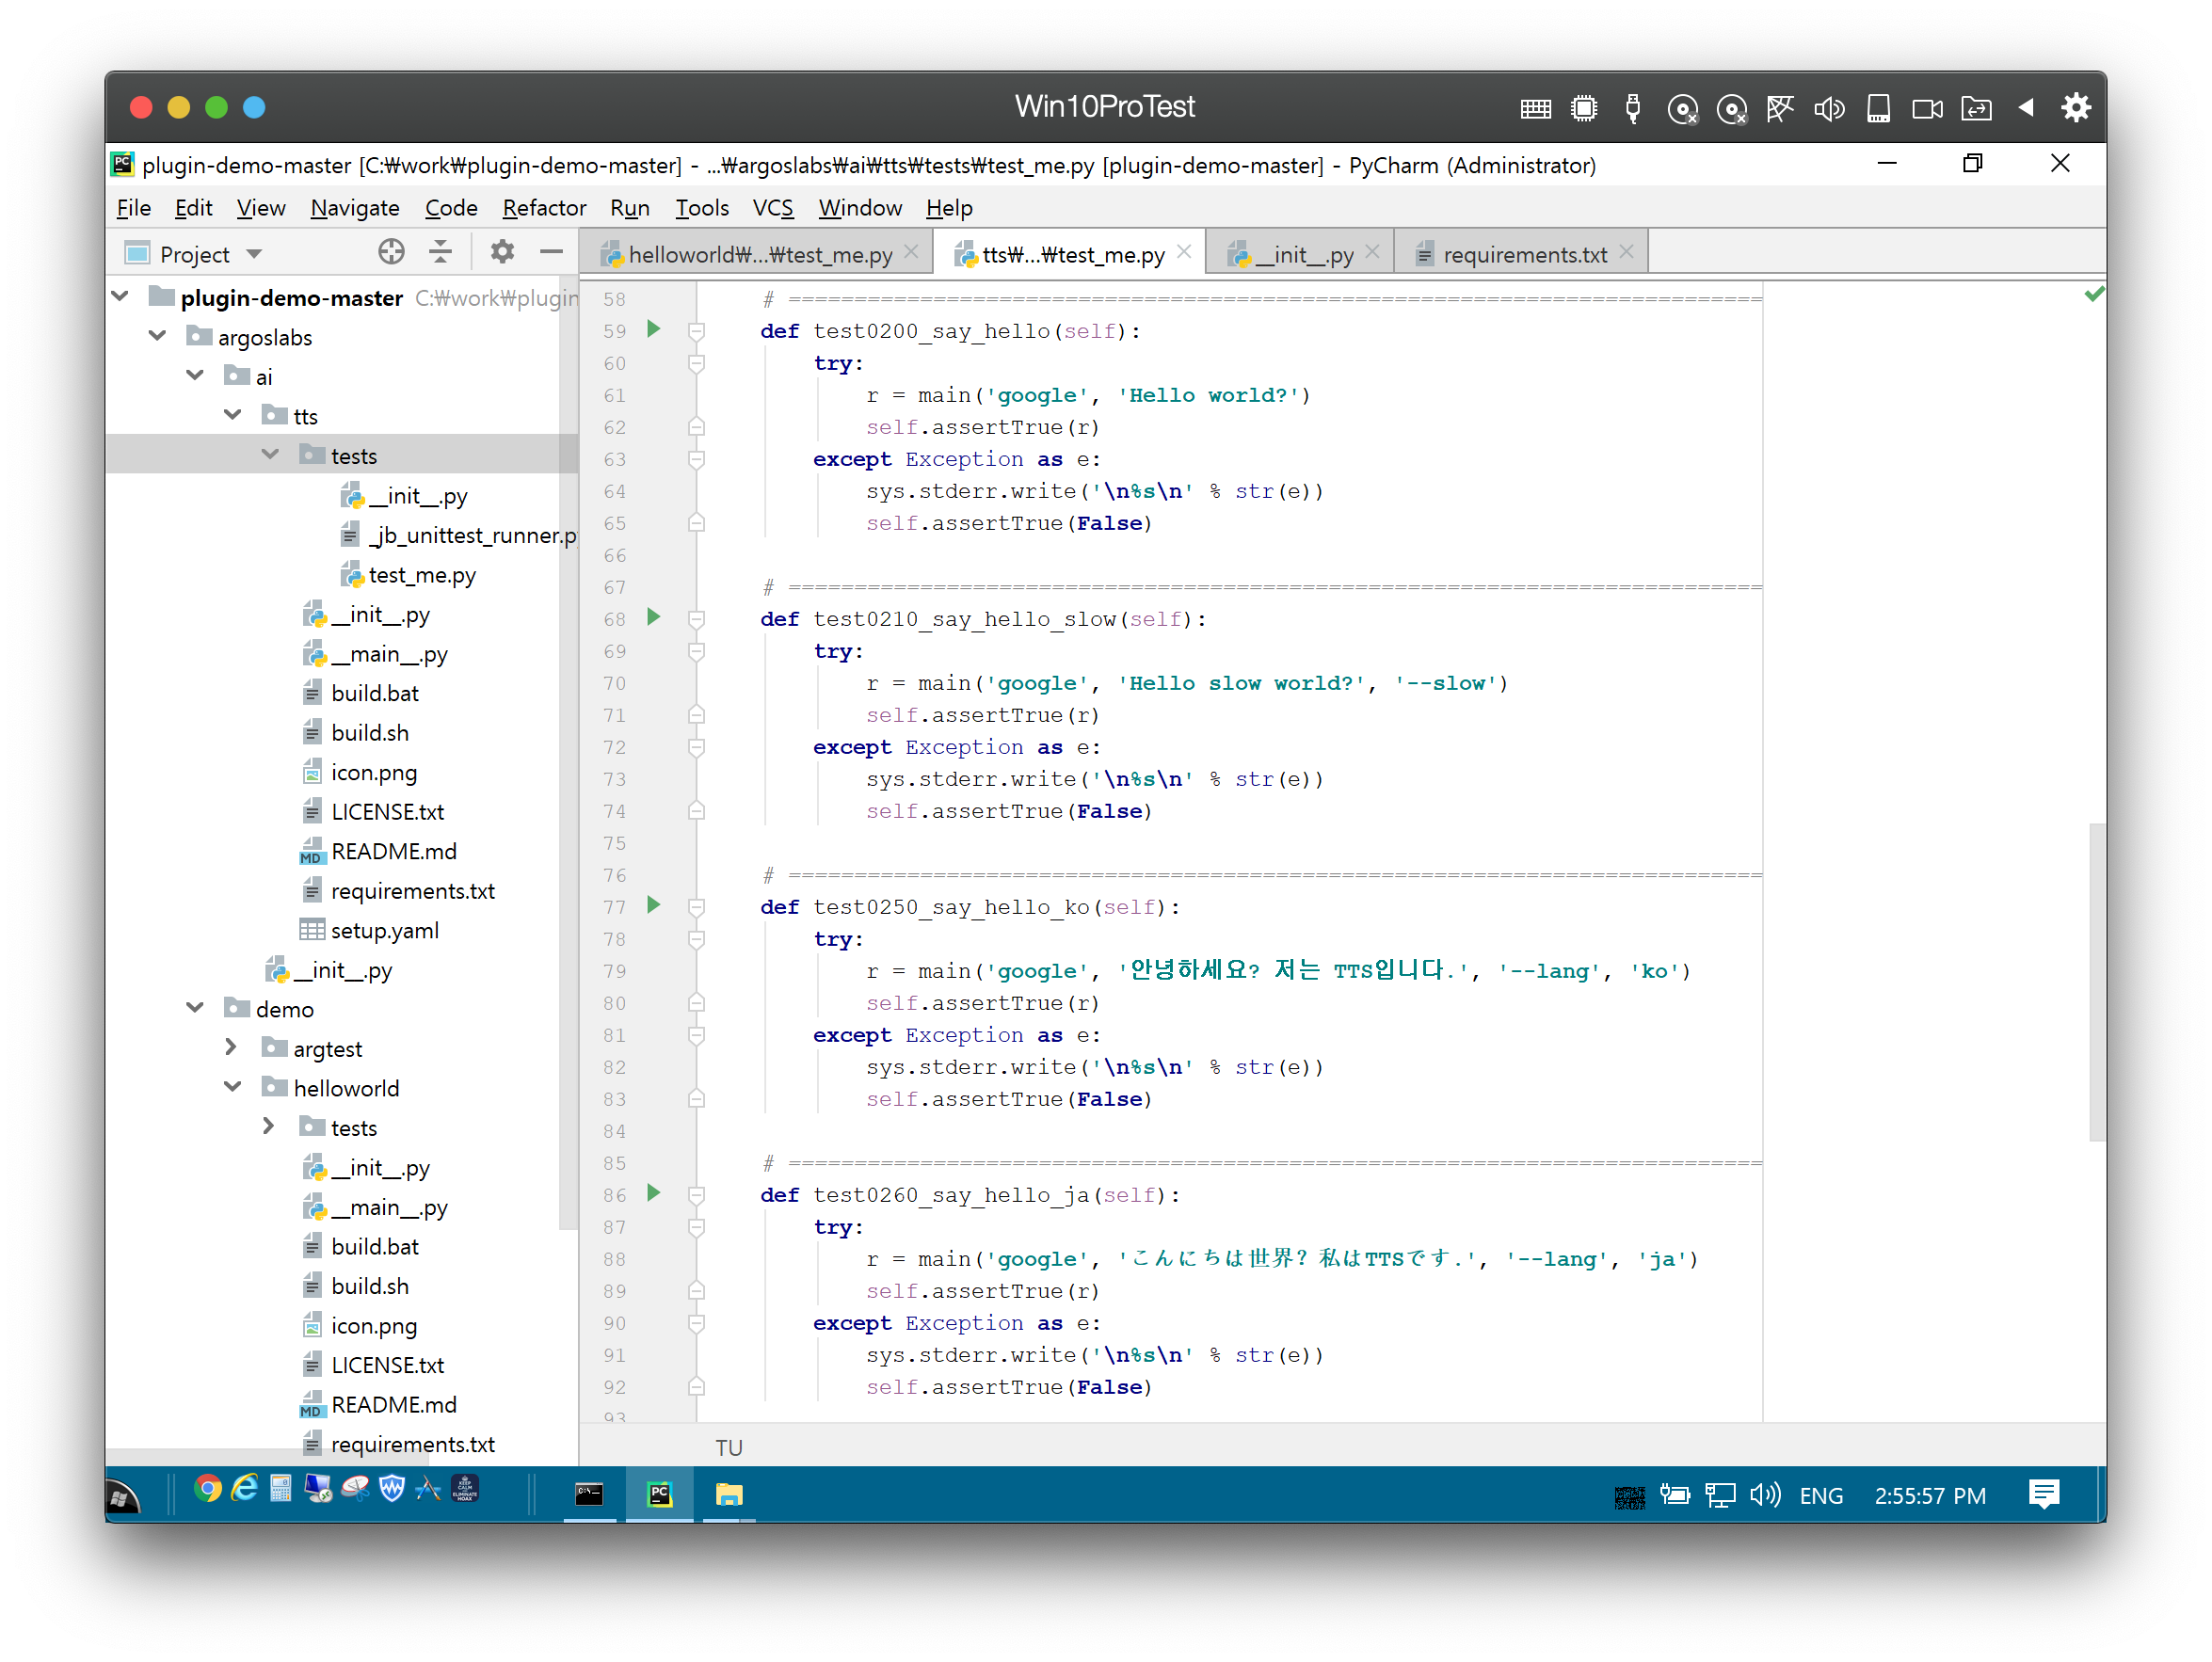 Win10ProTest
plugin-demo-master [C:₩work₩plugin-demo-master] - ...₩argoslabs₩ai₩tts₩tests₩test_me.py [plugin-demo-master] - PyCharm (Administrator)
File Edit View Navigate Code Refactor Run Tools VCS Window Help
Project
helloworld₩...₩test_me.py tts₩...₩test_me.py __init__.py requirements.txt
plugin-demo-master C:₩work₩plugin
argoslabs
ai
tts
tests
__init__.py
_jb_unittest_runner.p
test_me.py
__init__.py
__main__.py
build.bat
build.sh
icon.png
LICENSE.txt
MD README.md
requirements.txt
setup.yaml
__init__.py
demo
argtest
helloworld
tests
__init__.py
__main__.py
build.bat
build.sh
icon.png
LICENSE.txt
MD README.md
requirements.txt
58 # ==========================================================================
59 def test0200_say_hello(self):
60 try:
61 r = main('google', 'Hello world?')
62 self.assertTrue(r)
63 except Exception as e:
64 sys.stderr.write('\n%s\n' % str(e))
65 self.assertTrue(False)
66
67 # ==========================================================================
68 def test0210_say_hello_slow(self):
69 try:
70 r = main('google', 'Hello slow world?', '--slow')
71 self.assertTrue(r)
72 except Exception as e:
73 sys.stderr.write('\n%s\n' % str(e))
74 self.assertTrue(False)
75
76 # ==========================================================================
77 def test0250_say_hello_ko(self):
78 try:
79 r = main('google', '안녕하세요? 저는 TTS입니다.', '--lang', 'ko')
80 self.assertTrue(r)
81 except Exception as e:
82 sys.stderr.write('\n%s\n' % str(e))
83 self.assertTrue(False)
84
85 # ==========================================================================
86 def test0260_say_hello_ja(self):
87 try:
88 r = main('google', 'こんにちは世界? 私はTTSです.', '--lang', 'ja')
89 self.assertTrue(r)
90 except Exception as e:
91 sys.stderr.write('\n%s\n' % str(e))
92 self.assertTrue(False)
93
TU
KEEP CALM
ELIMINATE
HOAX
C:\
PC
ENG 2:55:57 PM